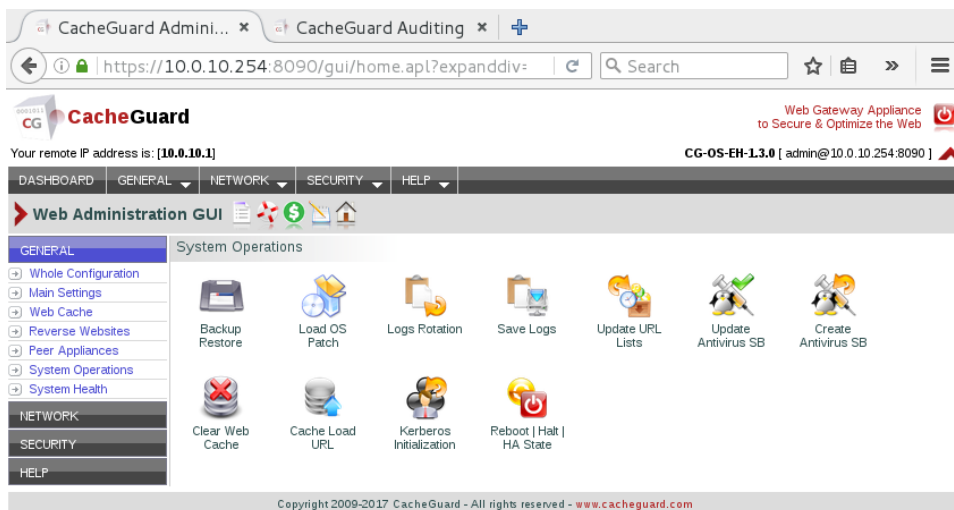 CacheGuard Admini...
CacheGuard Auditing
https://10.0.10.254:8090/gui/home.apl?expanddiv=
Search
CG
CacheGuard
Web Gateway Appliance
to Secure & Optimize the Web
Your remote IP address is: [10.0.10.1]
CG-OS-EH-1.3.0 [ admin@10.0.10.254:8090 ]
DASHBOARD GENERAL NETWORK SECURITY HELP
Web Administration GUI
GENERAL
Whole Configuration
Main Settings
Web Cache
Reverse Websites
Peer Appliances
System Operations
System Health
NETWORK
SECURITY
HELP
System Operations
Backup
Restore
Load OS
Patch
Logs Rotation
Save Logs
Update URL
Lists
Update
Antivirus SB
Create
Antivirus SB
Clear Web
Cache
Cache Load
URL
Kerberos
Initialization
Reboot | Halt |
HA State
Copyright 2009-2017 CacheGuard - All rights reserved - www.cacheguard.com